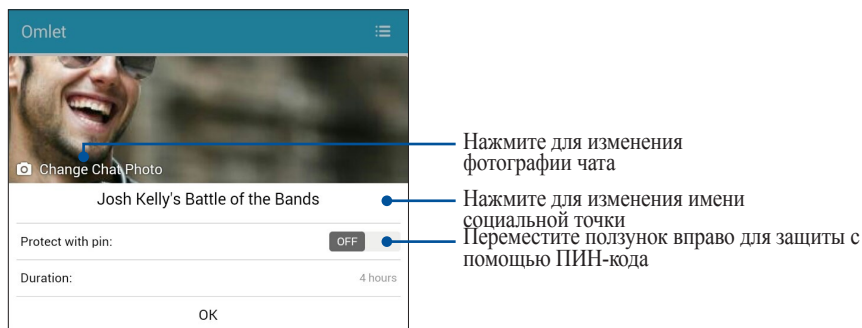 Omlet
Change Chat Photo
Josh Kelly's Battle of the Bands
Protect with pin:
OFF
Duration:
4 hours
OK
Нажмите для изменения
фотографии чата
Нажмите для изменения имени
социальной точки
Переместите ползунок вправо для защиты с
помощью ПИН-кода